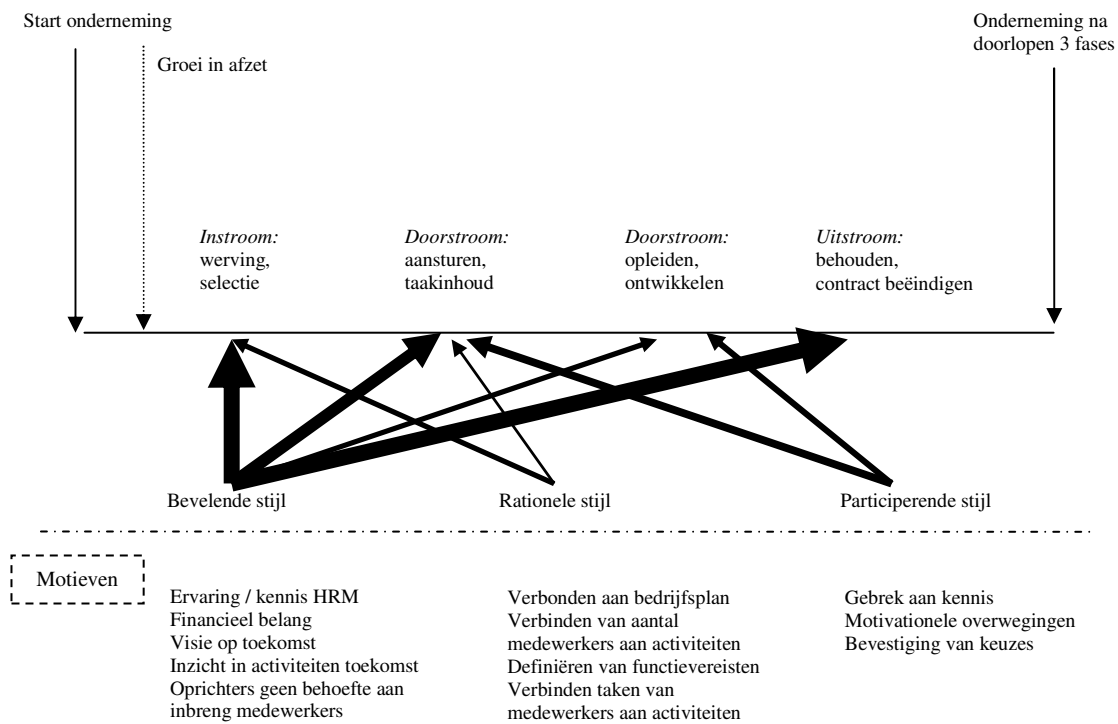 Start onderneming
Onderneming na
doorlopen 3 fases
Groei in afzet
Instroom:
werving,
selectie
Doorstroom:
aansturen,
taakinhoud
Doorstroom:
opleiden,
ontwikkelen
Uitstroom:
behouden,
contract beëindigen
Bevelende stijl
Rationele stijl
Participerende stijl
Motieven
Ervaring / kennis HRM
Financieel belang
Visie op toekomst
Inzicht in activiteiten toekomst
Oprichters geen behoefte aan
inbreng medewerkers
Verbonden aan bedrijfsplan
Verbinden van aantal
medewerkers aan activiteiten
Definiëren van functievereisten
Verbinden taken van
medewerkers aan activiteiten
Gebrek aan kennis
Motivationele overwegingen
Bevestiging van keuzes